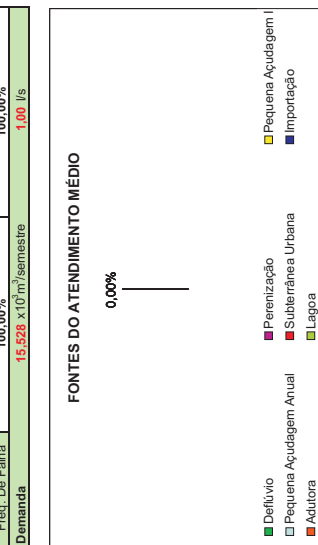 Freq. De Falha 100,00% 100,00%
Demanda 15,528 x10³m³/semestre 1,00 l/s
FONTES DO ATENDIMENTO MÉDIO
0,00%
Deflúvio Perenização Pequena Açudagem I
Pequena Açudagem Anual Subterrânea Urbana Importação
Adutora Lagoa